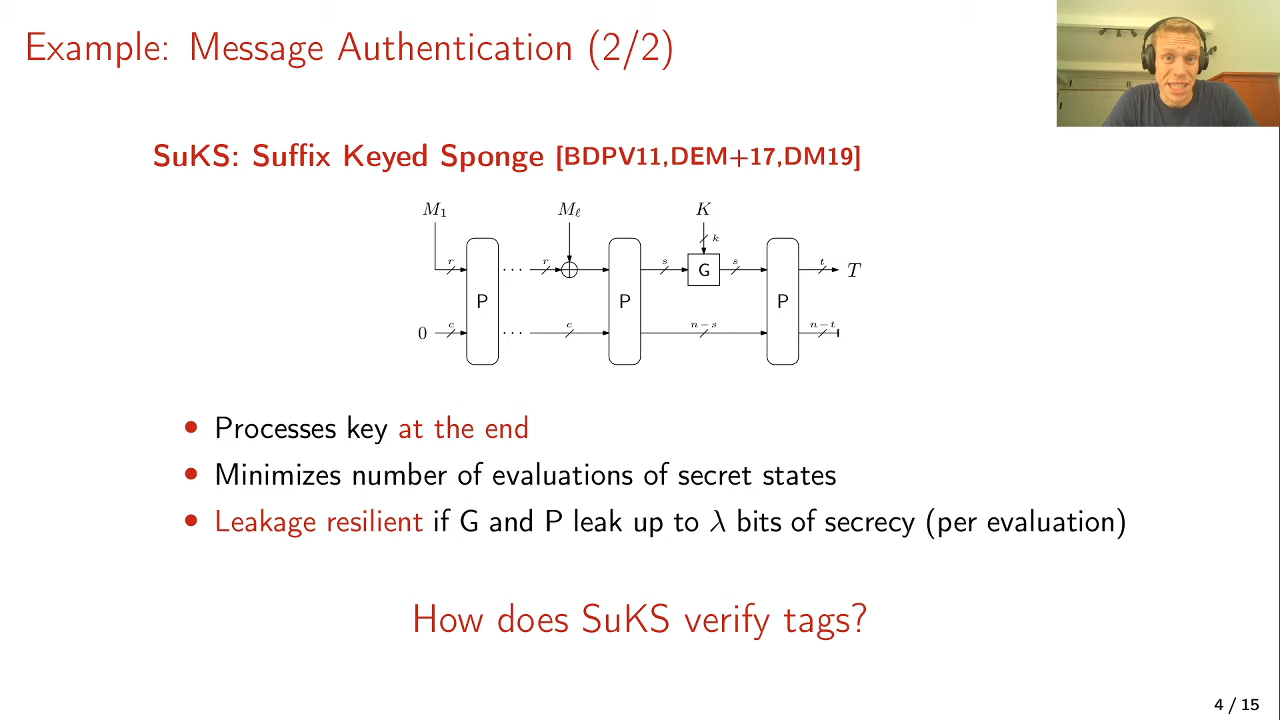 Example: Message Authentication (2/2)
SuKS: Suffix Keyed Sponge [BDPV11,DEM+17,DM19]
M₁ Mℓ K
k
r r s s t
P ··· P G P T
0 c ··· c n−s n−t
• Processes key at the end
• Minimizes number of evaluations of secret states
• Leakage resilient if G and P leak up to λ bits of secrecy (per evaluation)
How does SuKS verify tags?
4 / 15